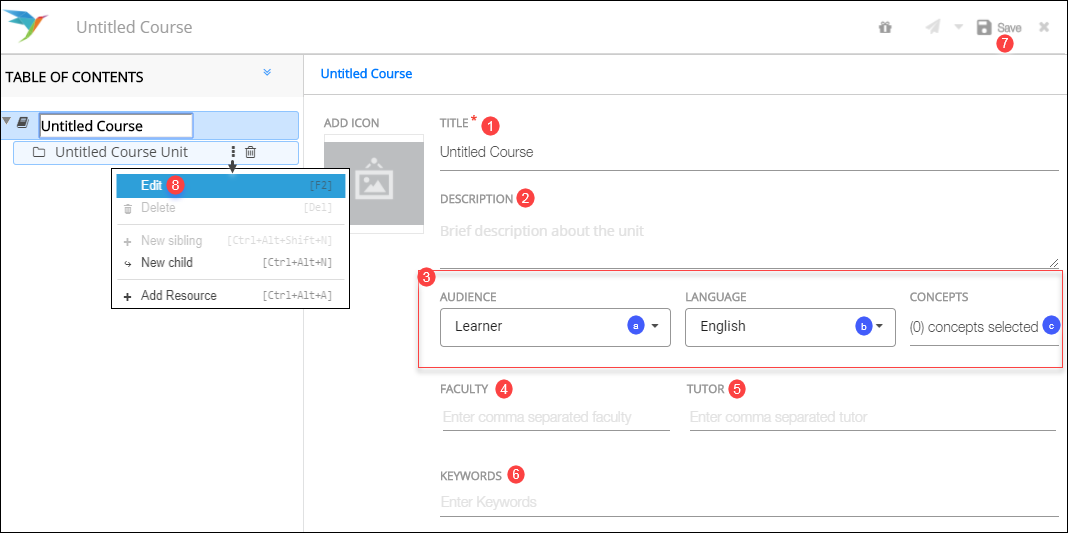 Untitled Course
Save
7
TABLE OF CONTENTS
Untitled Course
Untitled Course
Untitled Course Unit
Edit 8 [F2]
Delete [Del]
New sibling [Ctrl+Alt+Shift+N]
New child [Ctrl+Alt+N]
Add Resource [Ctrl+Alt+A]
ADD ICON
TITLE* 1
Untitled Course
DESCRIPTION 2
Brief description about the unit
3
AUDIENCE LANGUAGE CONCEPTS
Learner a English b (0) concepts selected c
FACULTY 4 TUTOR 5
Enter comma separated faculty Enter comma separated tutor
KEYWORDS 6
Enter Keywords